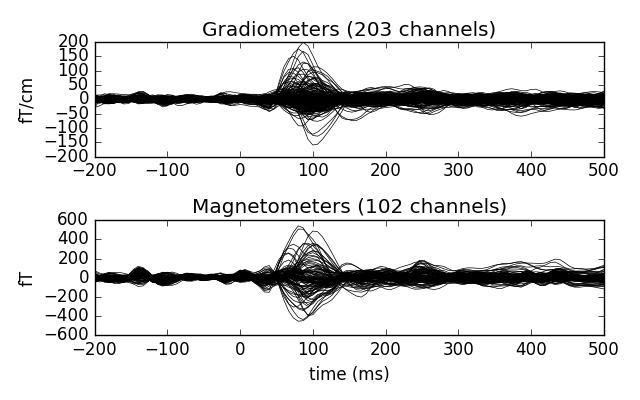 Gradiometers (203 channels)
200
150
100
50
0
−50
−100
−150
−200
fT/cm
−200 −100 0 100 200 300 400 500
Magnetometers (102 channels)
600
400
200
0
−200
−400
−600
fT
−200 −100 0 100 200 300 400 500
time (ms)